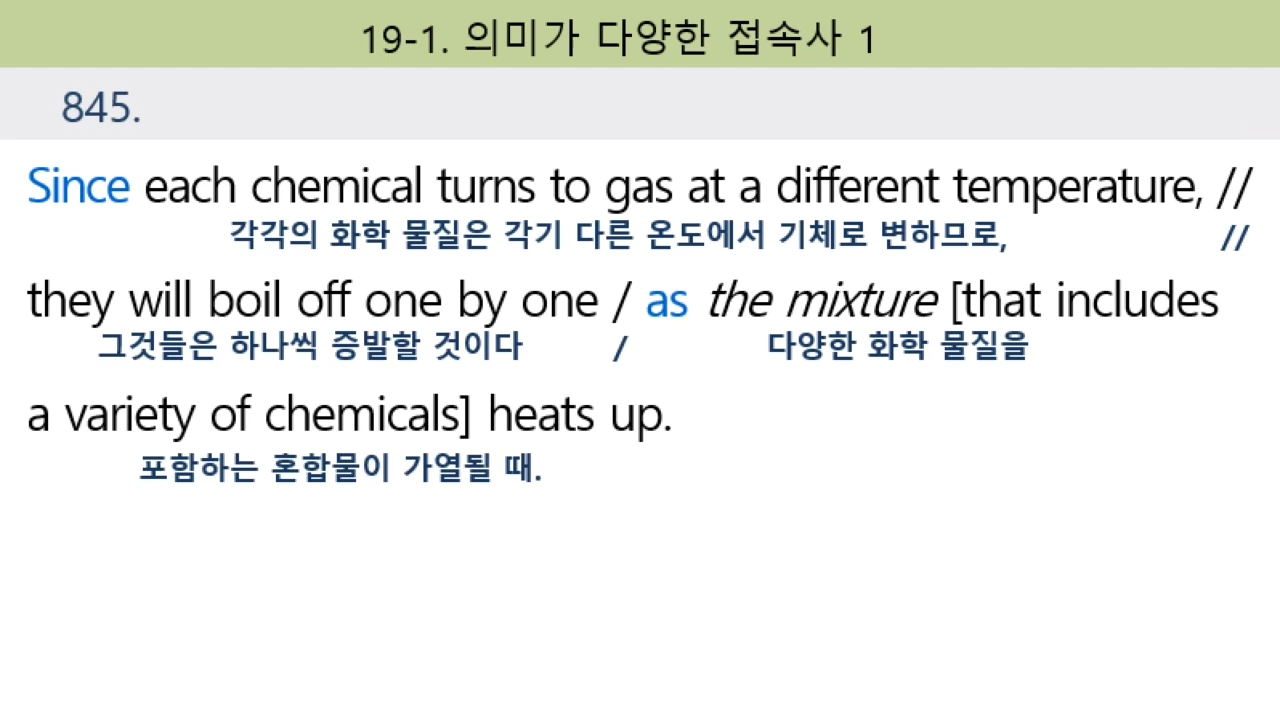 19-1. 의미가 다양한 접속사 1
845.
Since each chemical turns to gas at a different temperature, //
각각의 화학 물질은 각기 다른 온도에서 기체로 변하므로, //
they will boil off one by one / as the mixture [that includes
그것들은 하나씩 증발할 것이다 / 다양한 화학 물질을
a variety of chemicals] heats up.
포함하는 혼합물이 가열될 때.